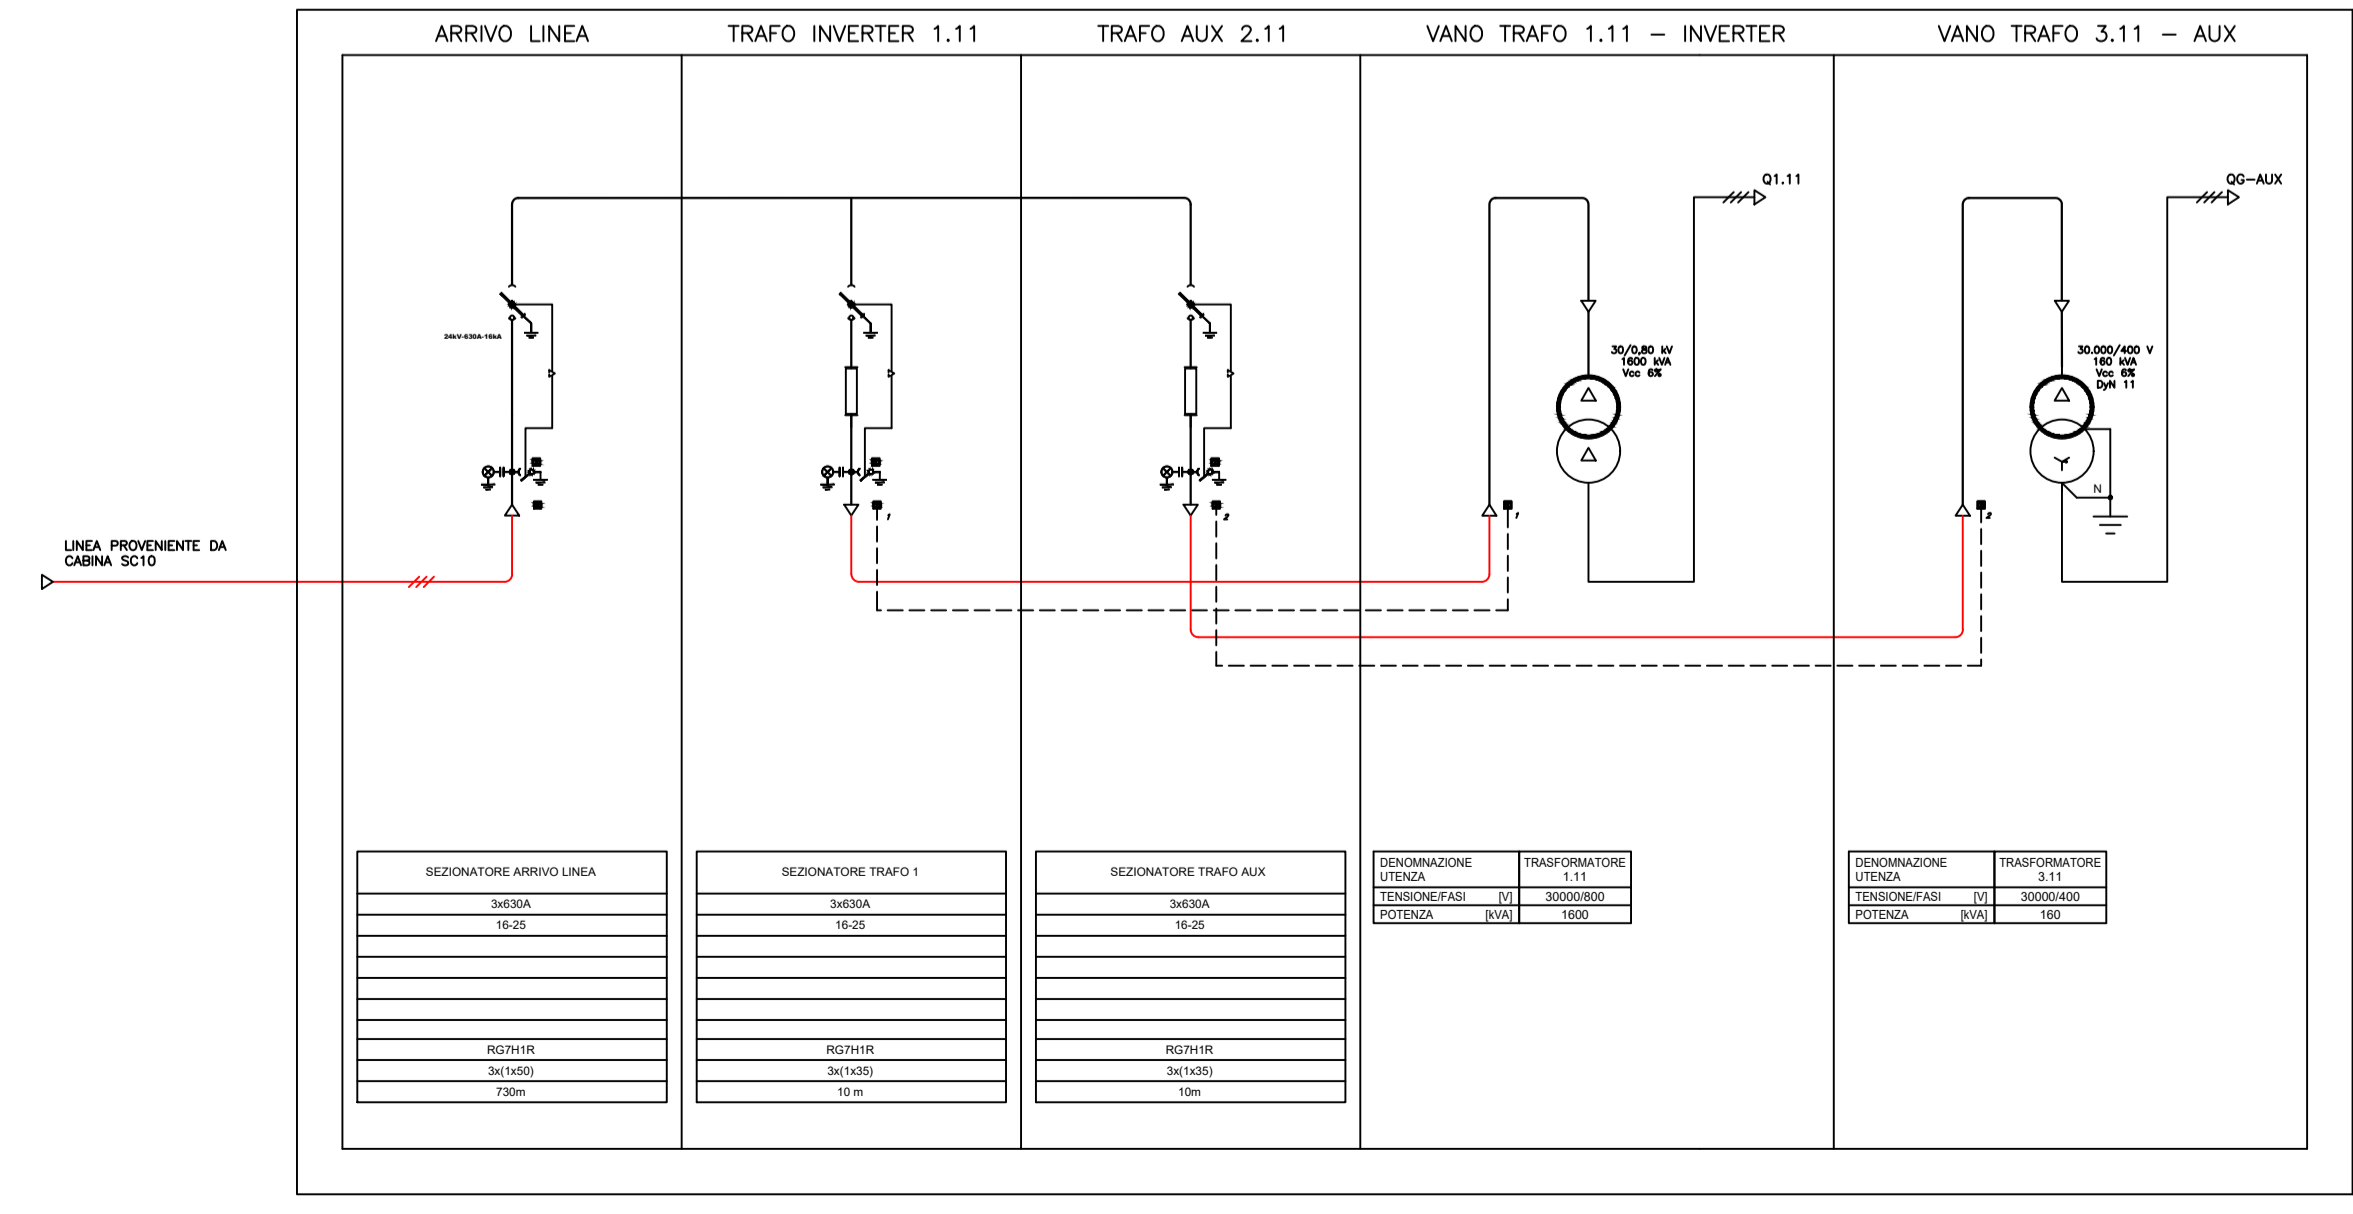 ARRIVO LINEA
TRAFO INVERTER 1.11
TRAFO AUX 2.11
VANO TRAFO 1.11 – INVERTER
VANO TRAFO 3.11 – AUX
Q1.11
QG–AUX
24kV-630A-16kA
30/0,80 kV
1600 kVA
Vcc 6%
30.000/400 V
160 kVA
Vcc 6%
DyN 11
N
1
2
1
2
LINEA PROVENIENTE DA
CABINA SC10
SEZIONATORE ARRIVO LINEA
3x630A
16-25
RG7H1R
3x(1x50)
730m
SEZIONATORE TRAFO 1
3x630A
16-25
RG7H1R
3x(1x35)
10 m
SEZIONATORE TRAFO AUX
3x630A
16-25
RG7H1R
3x(1x35)
10m
DENOMNAZIONE UTENZA TRASFORMATORE 1.11
TENSIONE/FASI [V] 30000/800
POTENZA [kVA] 1600
DENOMNAZIONE UTENZA TRASFORMATORE 3.11
TENSIONE/FASI [V] 30000/400
POTENZA [kVA] 160